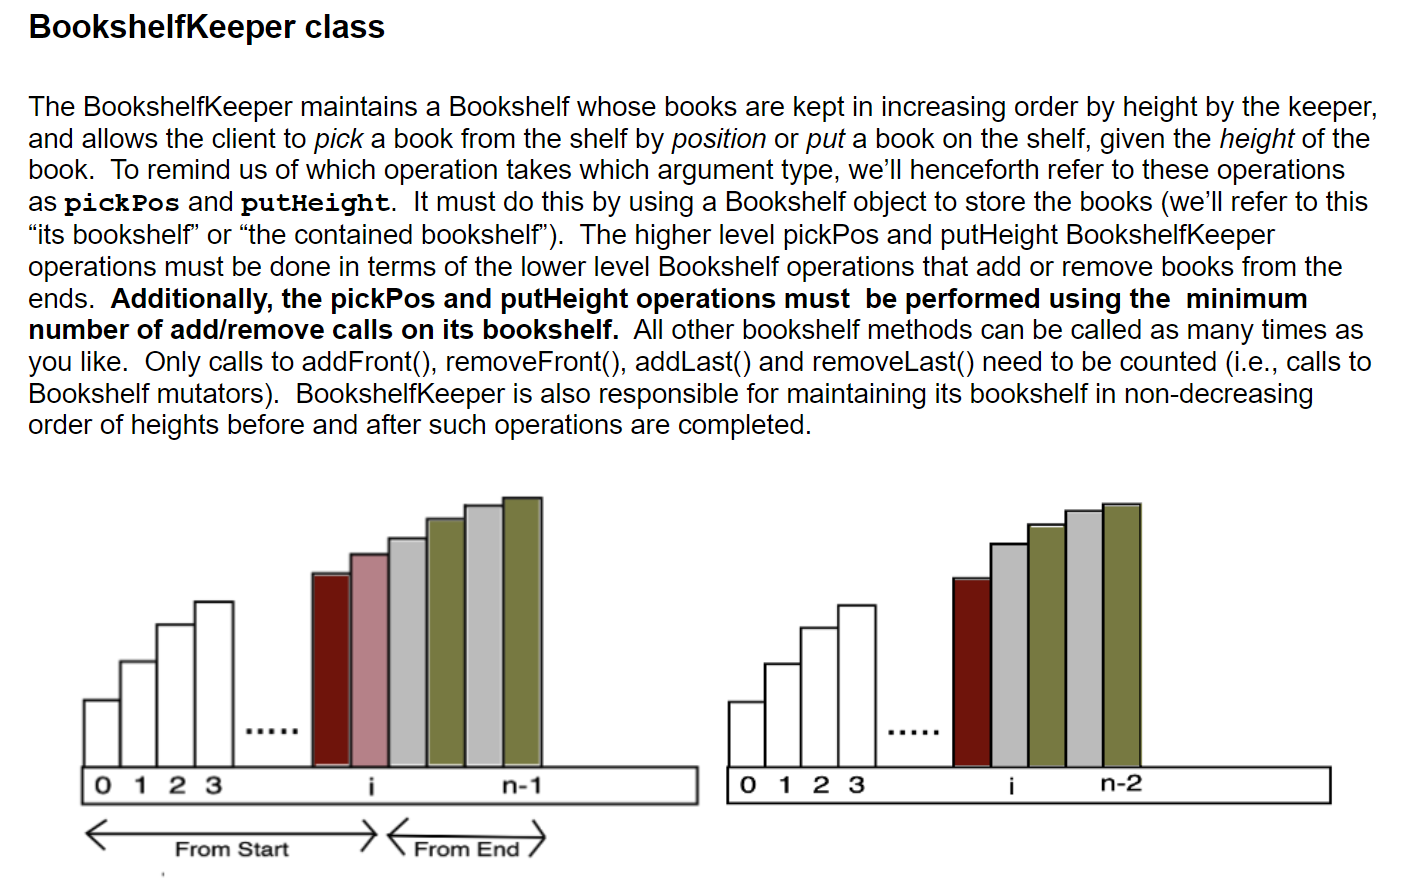 BookshelfKeeper class
The BookshelfKeeper maintains a Bookshelf whose books are kept in increasing order by height by the keeper,
and allows the client to pick a book from the shelf by position or put a book on the shelf, given the height of the
book.  To remind us of which operation takes which argument type, we’ll henceforth refer to these operations
as pickPos and putHeight.  It must do this by using a Bookshelf object to store the books (we’ll refer to this
“its bookshelf” or “the contained bookshelf”).  The higher level pickPos and putHeight BookshelfKeeper
operations must be done in terms of the lower level Bookshelf operations that add or remove books from the
ends.  Additionally, the pickPos and putHeight operations must  be performed using the  minimum
number of add/remove calls on its bookshelf.  All other bookshelf methods can be called as many times as
you like.  Only calls to addFront(), removeFront(), addLast() and removeLast() need to be counted (i.e., calls to
Bookshelf mutators).  BookshelfKeeper is also responsible for maintaining its bookshelf in non-decreasing
order of heights before and after such operations are completed.
.....
0 1 2 3 i n-1
From Start From End
.....
0 1 2 3 i n-2